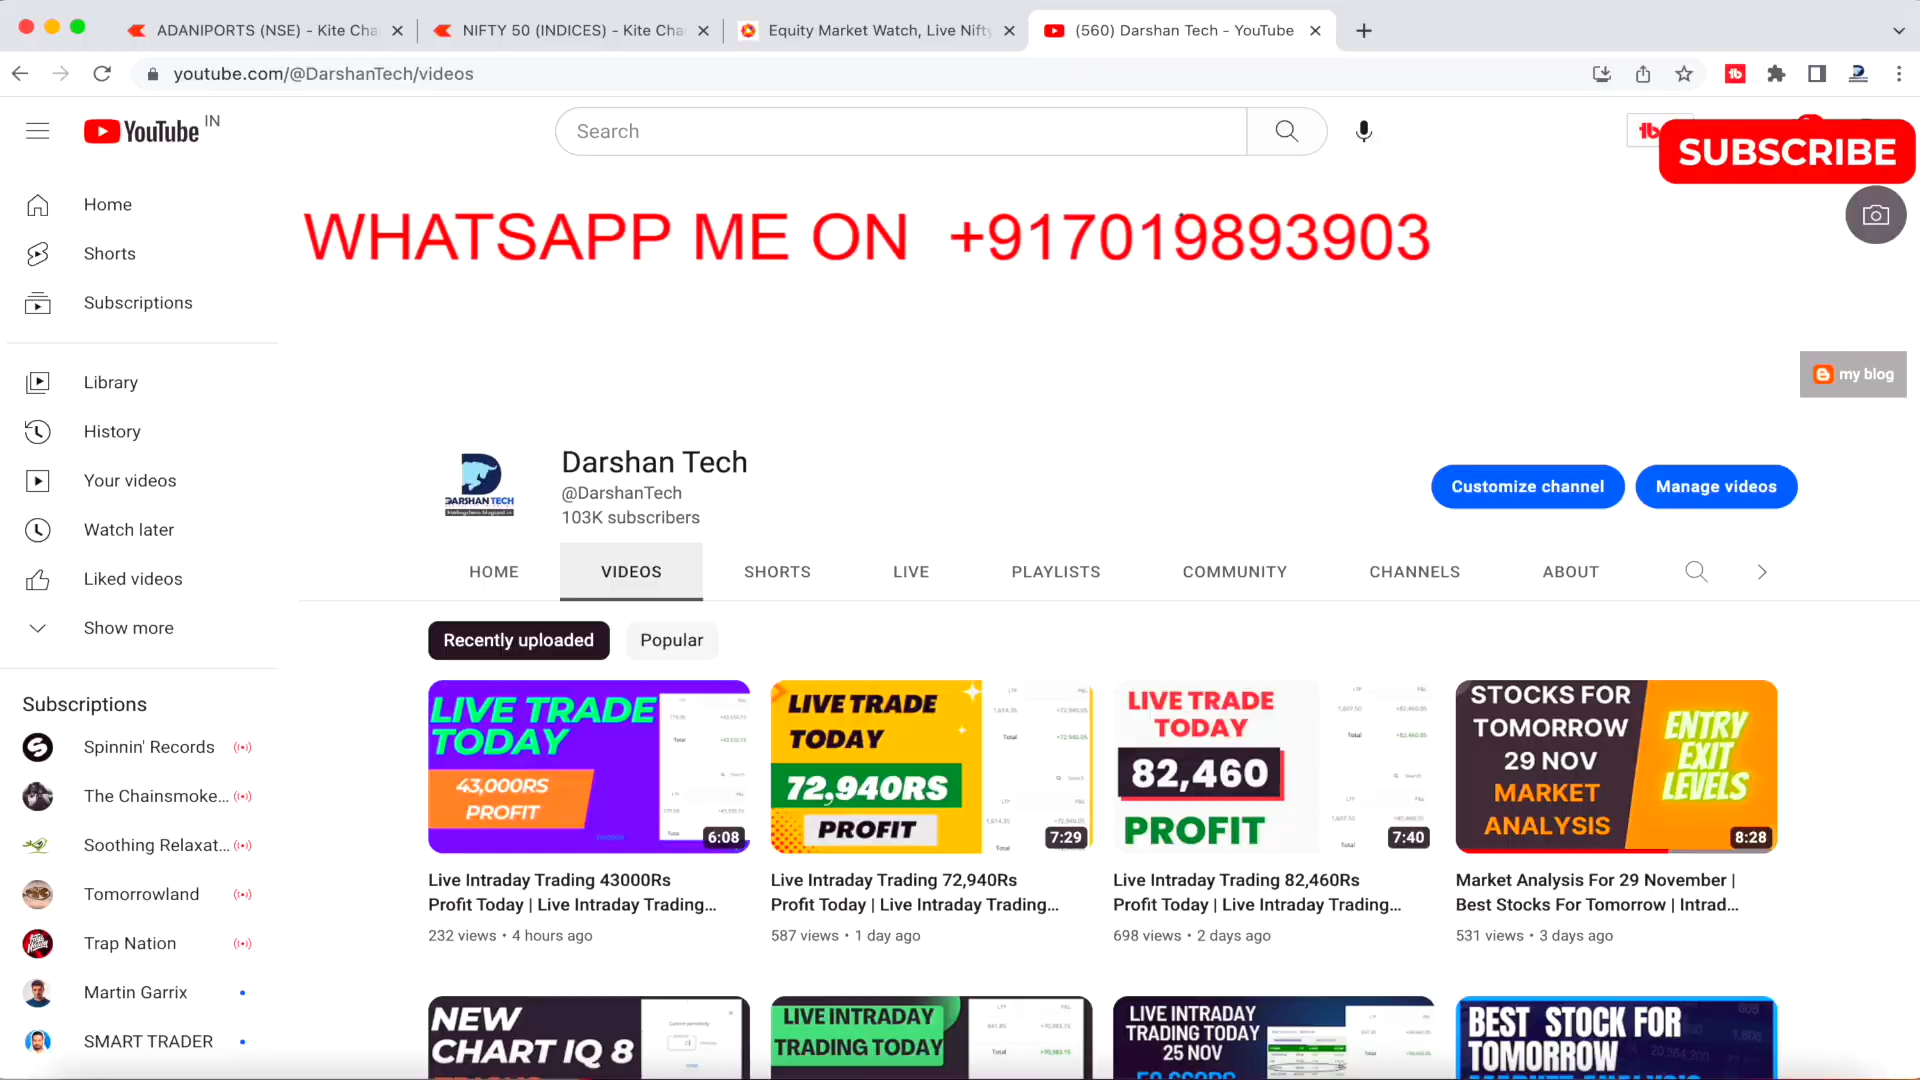 ADANIPORTS (NSE) - Kite Cha
NIFTY 50 (INDICES) - Kite Cha
Equity Market Watch, Live Nifty
(560) Darshan Tech - YouTube
youtube.com/@DarshanTech/videos
YouTube IN
Search
SUBSCRIBE
Home
Shorts
Subscriptions
WHATSAPP ME ON +917019893903
Library
History
Your videos
Watch later
Liked videos
Show more
my blog
DARSHAN TECH
Darshan Tech
@DarshanTech
103K subscribers
Customize channel
Manage videos
HOME
VIDEOS
SHORTS
LIVE
PLAYLISTS
COMMUNITY
CHANNELS
ABOUT
Recently uploaded
Popular
Subscriptions
Spinnin' Records
The Chainsmoke...
Soothing Relaxat...
Tomorrowland
Trap Nation
Martin Garrix
SMART TRADER
LIVE TRADE
TODAY
43,000RS
PROFIT
6:08
Live Intraday Trading 43000Rs
Profit Today | Live Intraday Trading...
232 views • 4 hours ago
LIVE TRADE
TODAY
72,940RS
PROFIT
7:29
Live Intraday Trading 72,940Rs
Profit Today | Live Intraday Trading...
587 views • 1 day ago
LIVE TRADE
TODAY
82,460
PROFIT
7:40
Live Intraday Trading 82,460Rs
Profit Today | Live Intraday Trading...
698 views • 2 days ago
STOCKS FOR
TOMORROW
29 NOV
MARKET
ANALYSIS
ENTRY
EXIT
LEVELS
8:28
Market Analysis For 29 November |
Best Stocks For Tomorrow | Intrad...
531 views • 3 days ago
NEW
CHART IQ 8
LIVE INTRADAY
TRADING TODAY
LIVE INTRADAY
TRADING TODAY
25 NOV
BEST STOCK FOR
TOMORROW